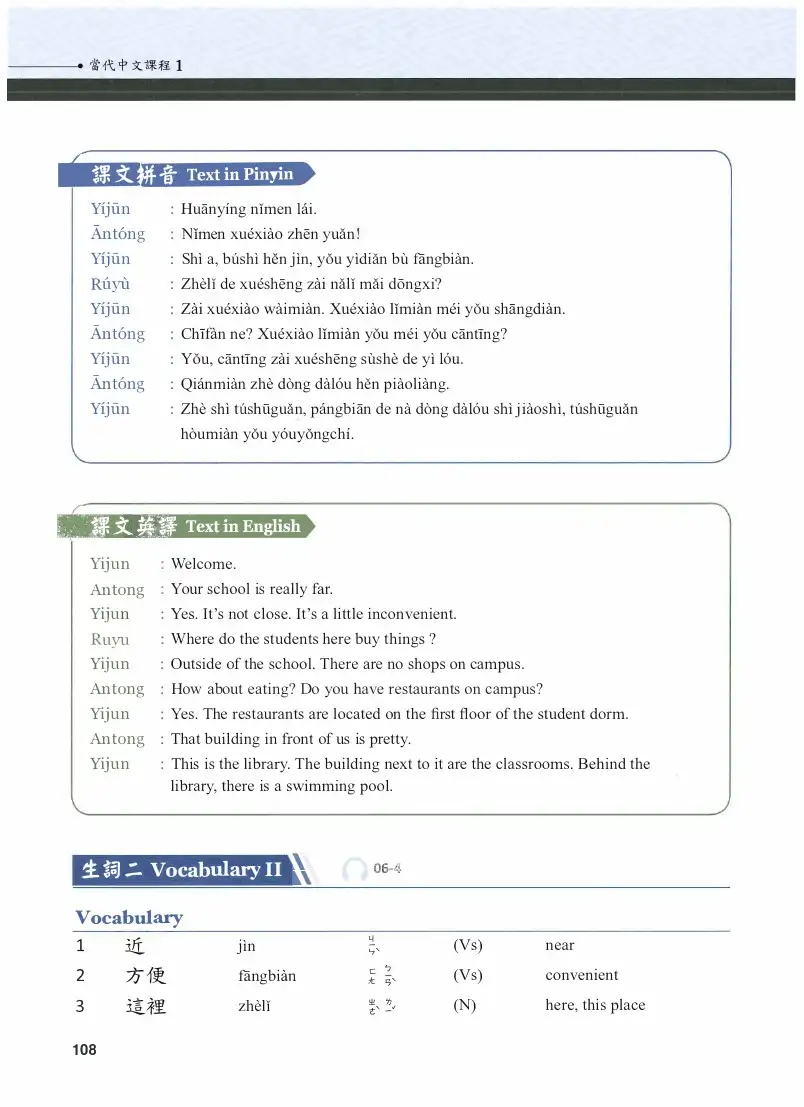 當代中文課程 1
課文拼音 Text in Pinyin
Yíjūn : Huānyíng nǐmen lái.
Āntóng : Nǐmen xuéxiào zhēn yuǎn!
Yíjūn : Shì a, búshì hěn jìn, yǒu yìdiǎn bù fāngbiàn.
Rúyù : Zhèlǐ de xuéshēng zài nǎlǐ mǎi dōngxi?
Yíjūn : Zài xuéxiào wàimiàn. Xuéxiào lǐmiàn méi yǒu shāngdiàn.
Āntóng : Chīfàn ne? Xuéxiào lǐmiàn yǒu méi yǒu cāntīng?
Yíjūn : Yǒu, cāntīng zài xuéshēng sùshè de yì lóu.
Āntóng : Qiánmiàn zhè dòng dàlóu hěn piàoliàng.
Yíjūn : Zhè shì túshūguǎn, pángbiān de nà dòng dàlóu shì jiàoshì, túshūguǎn
hòumiàn yǒu yóuyǒngchí.
課文英譯 Text in English
Yijun : Welcome.
Antong : Your school is really far.
Yijun : Yes. It's not close. It's a little inconvenient.
Ruyu : Where do the students here buy things ?
Yijun : Outside of the school. There are no shops on campus.
Antong : How about eating? Do you have restaurants on campus?
Yijun : Yes. The restaurants are located on the first floor of the student dorm.
Antong : That building in front of us is pretty.
Yijun : This is the library. The building next to it are the classrooms. Behind the
library, there is a swimming pool.
生詞二 Vocabulary II 06-4
Vocabulary
1 近 jìn ㄐㄧㄣˋ (Vs) near
2 方便 fāngbiàn ㄈㄤ ㄅㄧㄢˋ (Vs) convenient
3 這裡 zhèlǐ ㄓㄜˋ ㄌㄧˇ (N) here, this place
108